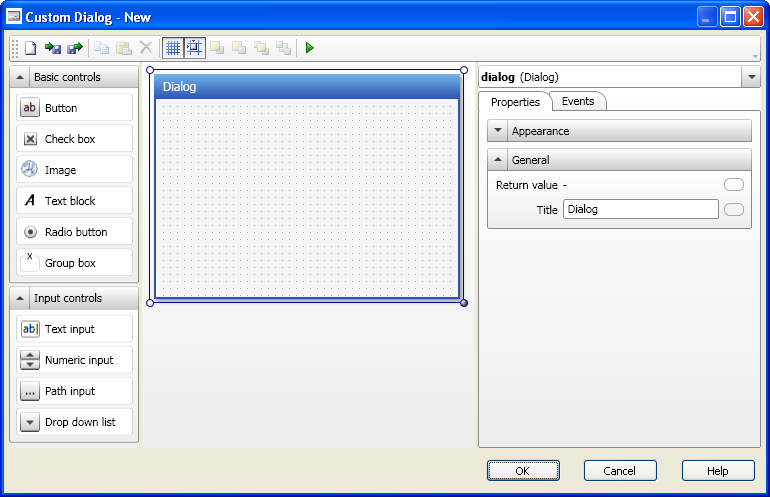 Custom Dialog - New
Basic controls
ab Button
Check box
Image
A Text block
Radio button
X Group box
Input controls
ab Text input
Numeric input
... Path input
Drop down list
Dialog
dialog (Dialog)
Properties Events
Appearance
General
Return value -
Title Dialog
OK Cancel Help